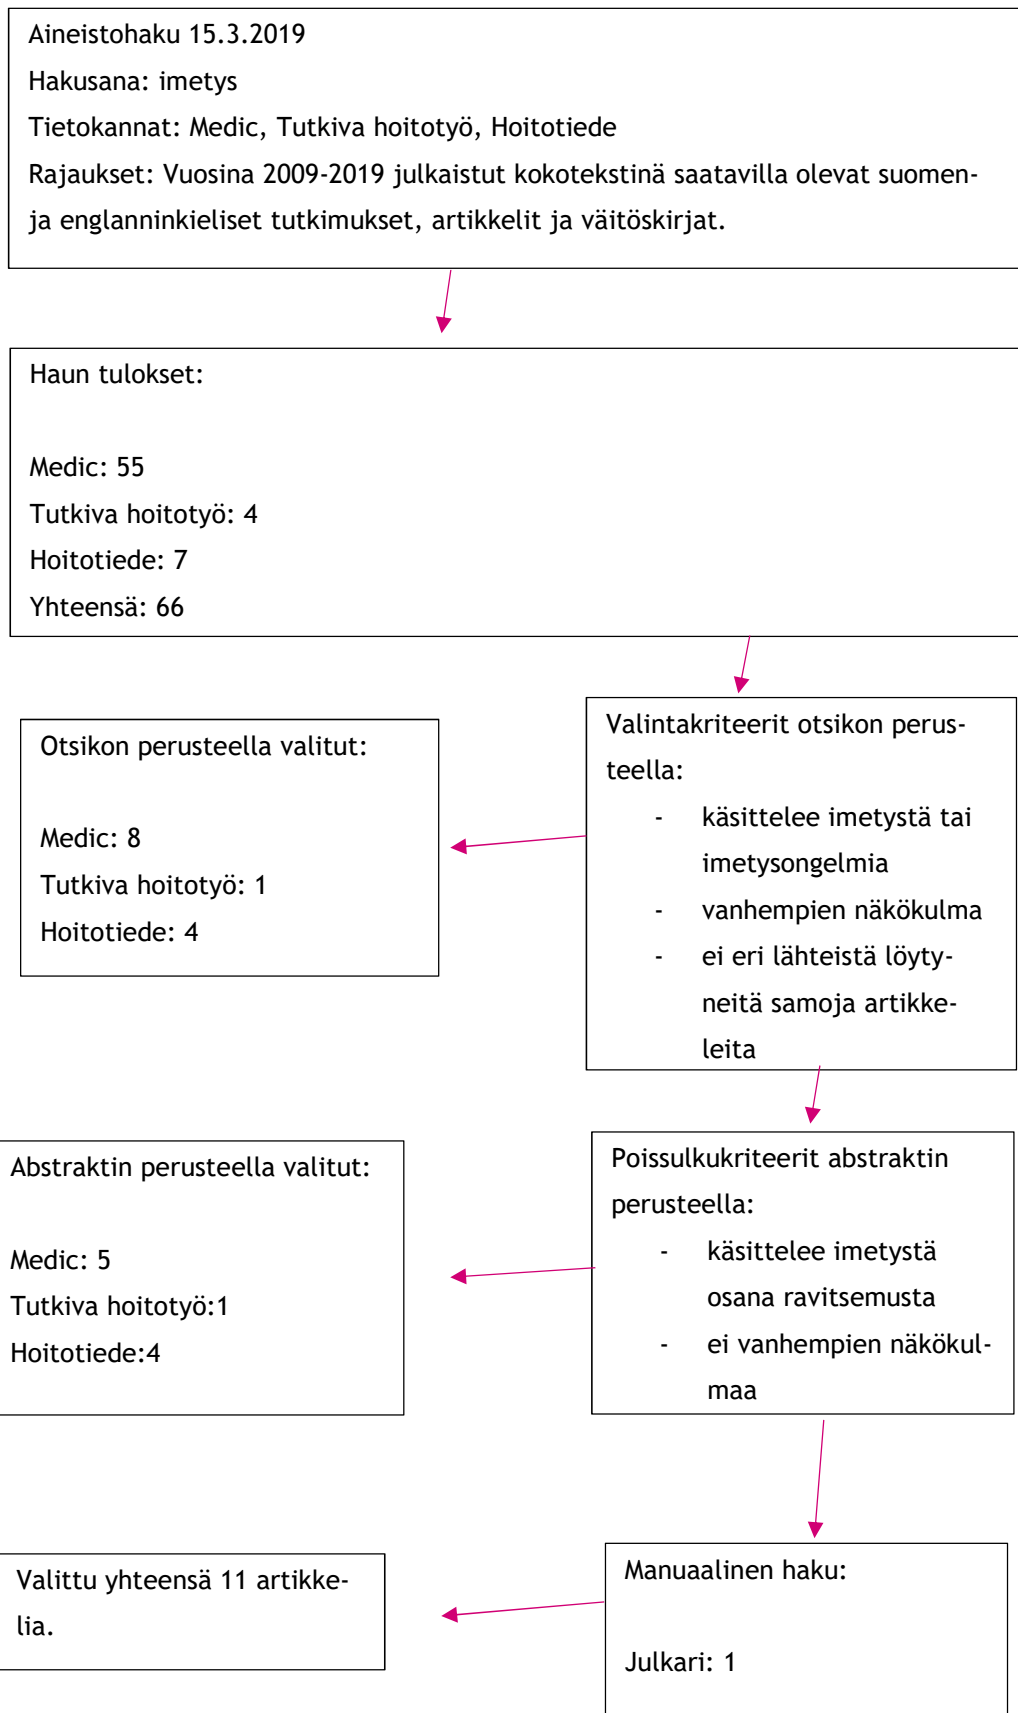 Aineistohaku 15.3.2019
Hakusana: imetys
Tietokannat: Medic, Tutkiva hoitotyö, Hoitotiede
Rajaukset: Vuosina 2009-2019 julkaistut kokotekstinä saatavilla olevat suomen-
ja englanninkieliset tutkimukset, artikkelit ja väitöskirjat.
Haun tulokset:
Medic: 55
Tutkiva hoitotyö: 4
Hoitotiede: 7
Yhteensä: 66
Valintakriteerit otsikon perus-
teella:
- käsittelee imetystä tai
imetysongelmia
- vanhempien näkökulma
- ei eri lähteistä löyty-
neitä samoja artikke-
leita
Otsikon perusteella valitut:
Medic: 8
Tutkiva hoitotyö: 1
Hoitotiede: 4
Poissulkukriteerit abstraktin
perusteella:
- käsittelee imetystä
osana ravitsemusta
- ei vanhempien näkökul-
maa
Abstraktin perusteella valitut:
Medic: 5
Tutkiva hoitotyö:1
Hoitotiede:4
Manuaalinen haku:
Julkari: 1
Valittu yhteensä 11 artikke-
lia.